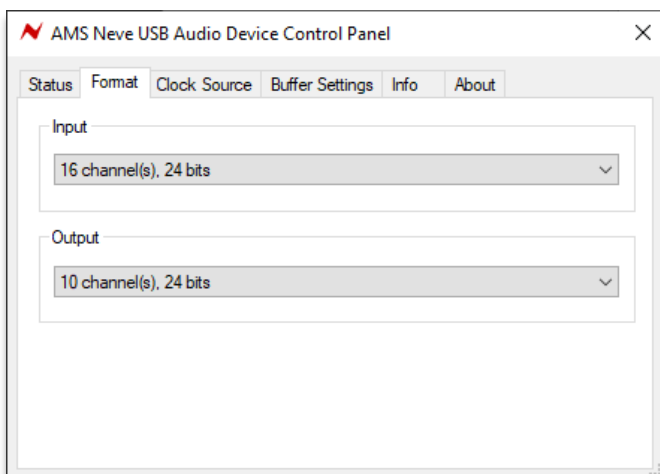 AMS Neve USB Audio Device Control Panel
Status Format Clock Source Buffer Settings Info About
Input
16 channel(s), 24 bits
Output
10 channel(s), 24 bits